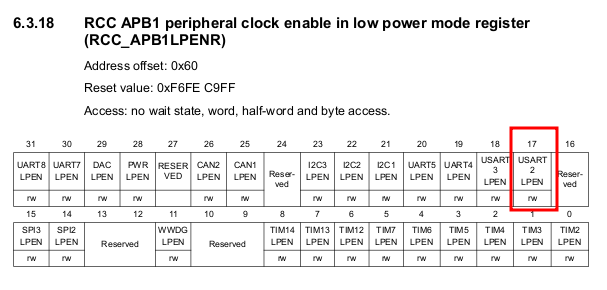 6.3.18 RCC APB1 peripheral clock enable in low power mode register
(RCC_APB1LPENR)
Address offset: 0x60
Reset value: 0xF6FE C9FF
Access: no wait state, word, half-word and byte access.
31 30 29 28 27 26 25 24 23 22 21 20 19 18 17 16
UART8 LPEN UART7 LPEN DAC LPEN PWR LPEN RESER VED CAN2 LPEN CAN1 LPEN Reser- ved I2C3 LPEN I2C2 LPEN I2C1 LPEN UART5 LPEN UART4 LPEN USART 3 LPEN USART 2 LPEN Reser- ved
rw rw rw rw rw rw rw rw rw rw rw rw rw
15 14 13 12 11 10 9 8 7 6 5 4 3 2 1 0
SPI3 LPEN SPI2 LPEN Reserved WWDG LPEN Reserved TIM14 LPEN TIM13 LPEN TIM12 LPEN TIM7 LPEN TIM6 LPEN TIM5 LPEN TIM4 LPEN TIM3 LPEN TIM2 LPEN
rw rw rw rw rw rw rw rw rw rw rw rw